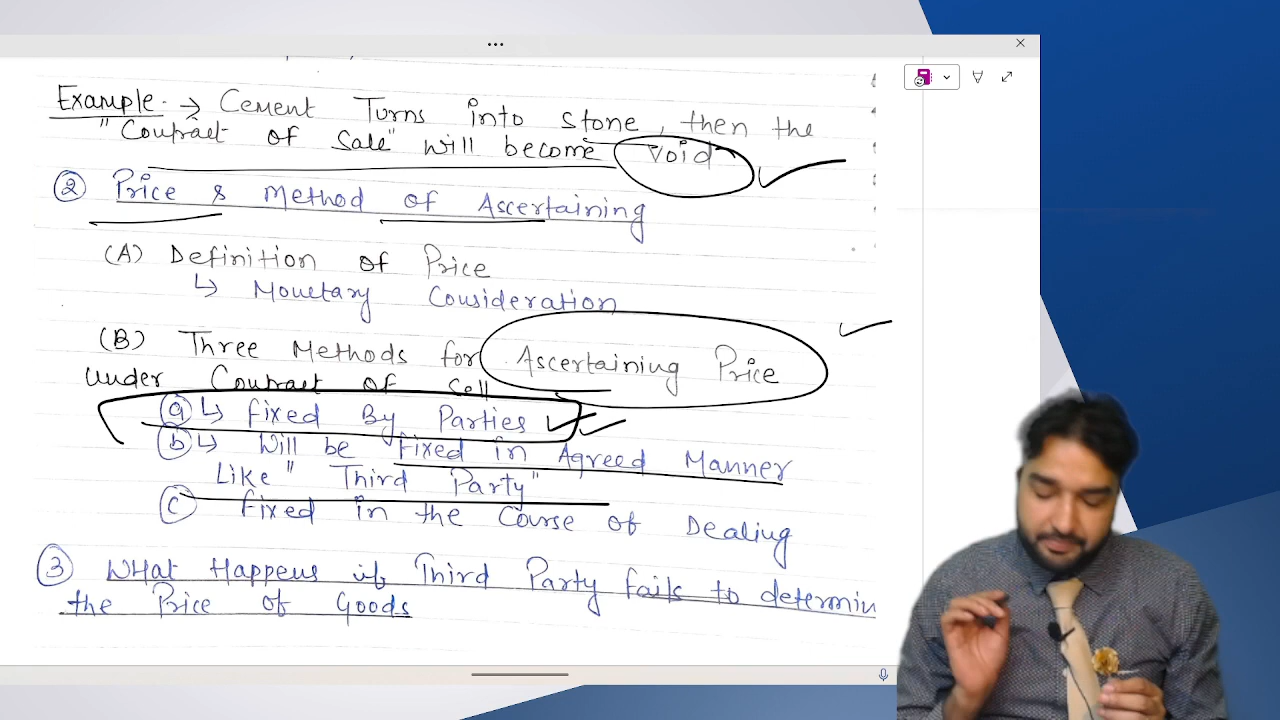 Example → Cement Turns into stone, then the
"Contract of Sale" will become void
② Price & Method of Ascertaining
(A) Definition of Price
↳ Monetary Consideration
(B) Three Methods for Ascertaining Price
under Contract of Sell
ⓐ ↳ fixed By Parties
ⓑ ↳ Will be fixed in Agreed Manner
Like "Third Party"
ⓒ fixed in the Course of Dealing
③ What Happens if Third Party fails to determin
the Price of Goods